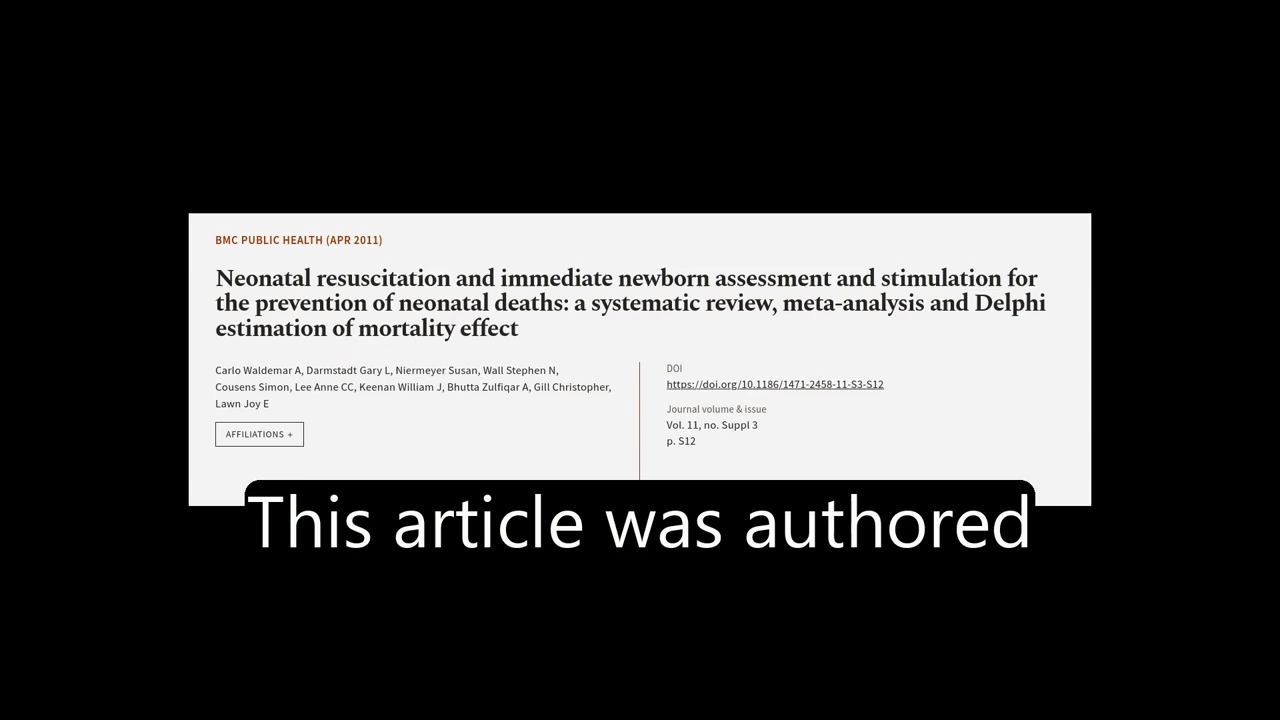 BMC PUBLIC HEALTH (APR 2011)
Neonatal resuscitation and immediate newborn assessment and stimulation for
the prevention of neonatal deaths: a systematic review, meta-analysis and Delphi
estimation of mortality effect
Carlo Waldemar A, Darmstadt Gary L, Niermeyer Susan, Wall Stephen N,
Cousens Simon, Lee Anne CC, Keenan William J, Bhutta Zulfiqar A, Gill Christopher,
Lawn Joy E
AFFILIATIONS +
DOI
https://doi.org/10.1186/1471-2458-11-S3-S12
Journal volume & issue
Vol. 11, no. Suppl 3
p. S12
This article was authored